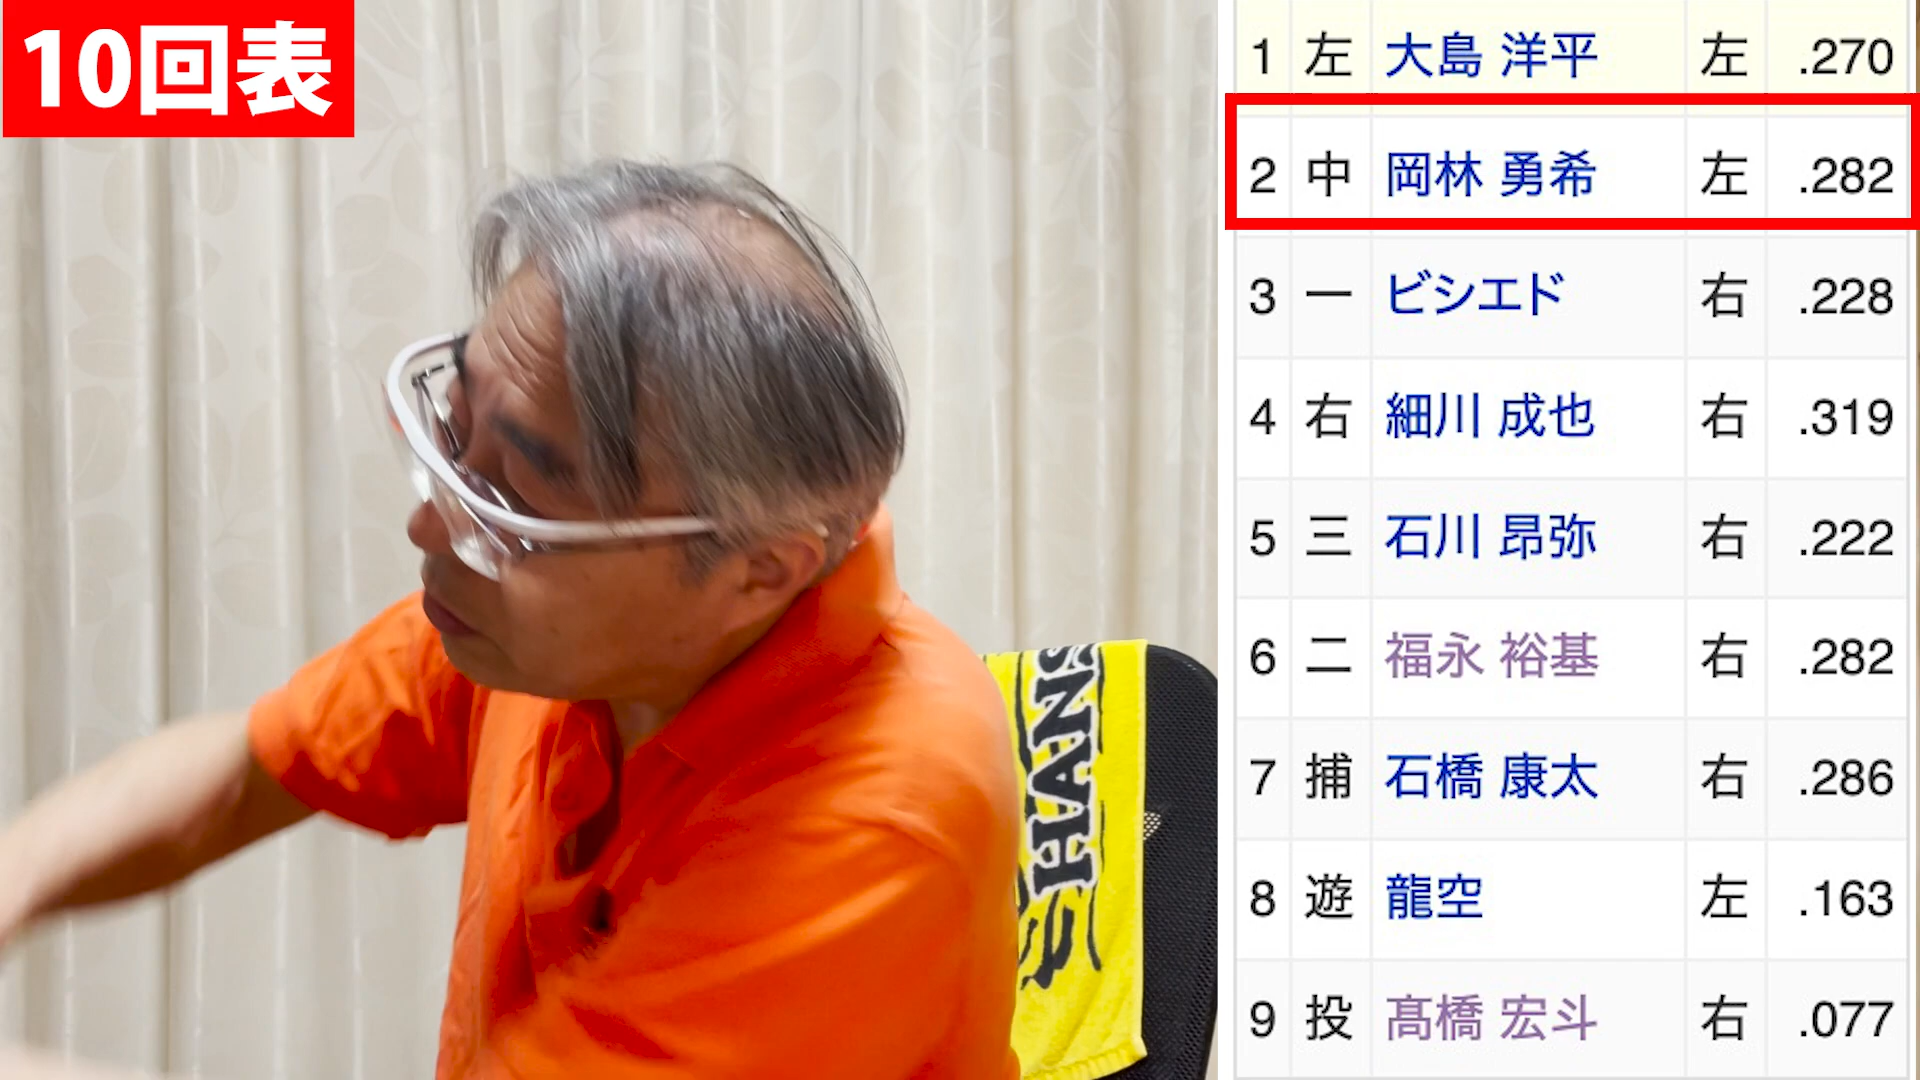 10回表
1 左 大島 洋平 左 .270
2 中 岡林 勇希 左 .282
3 一 ビシエド 右 .228
4 右 細川 成也 右 .319
5 三 石川 昂弥 右 .222
6 二 福永 裕基 右 .282
7 捕 石橋 康太 右 .286
8 遊 龍空 左 .163
9 投 髙橋 宏斗 右 .077
HANS